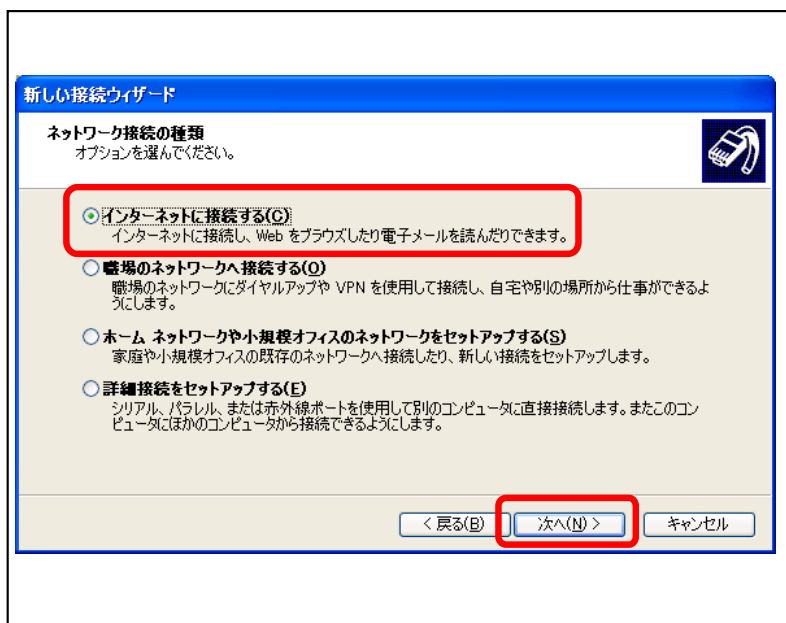 新しい接続ウィザード
ネットワーク接続の種類
オプションを選んでください。
インターネットに接続する(C)
インターネットに接続し、Web をブラウズしたり電子メールを読んだりできます。
職場のネットワークへ接続する(O)
職場のネットワークにダイヤルアップや VPN を使用して接続し、自宅や別の場所から仕事ができるよ
うにします。
ホーム ネットワークや小規模オフィスのネットワークをセットアップする(S)
家庭や小規模オフィスの既存のネットワークへ接続したり、新しい接続をセットアップします。
詳細接続をセットアップする(E)
シリアル、パラレル、または赤外線ポートを使用して別のコンピュータに直接接続します。またこのコン
ピュータにほかのコンピュータから接続できるようにします。
< 戻る(B) 次へ(N) > キャンセル